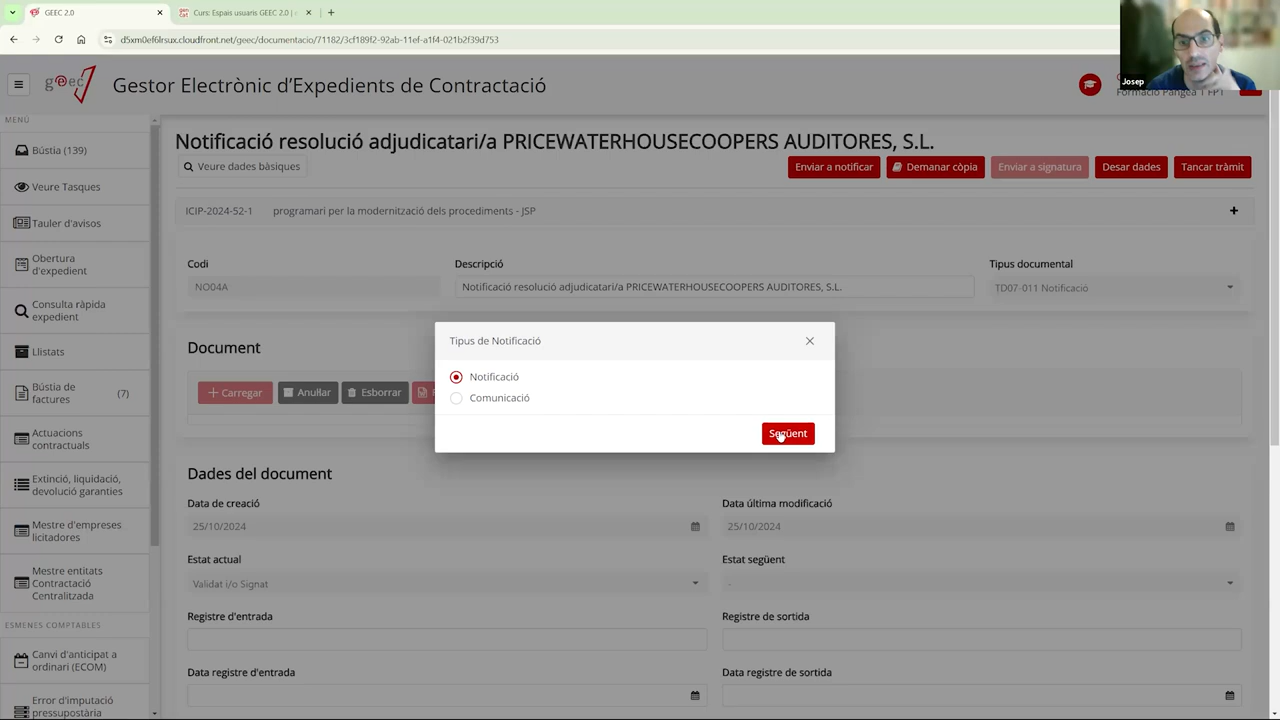 GEEC 2.0
Curs: Espais usuaris GEEC 2.0 |
d5xm0ef6lrsux.cloudfront.net/geec/documentacio/71182/3cf189f2-92ab-11ef-a1f4-021b2f39d753
Josep
geec
Gestor Electrònic d'Expedients de Contractació
Formació Pangea 1 FPT
MENÚ
Bústia (139)
Veure Tasques
Tauler d'avisos
Obertura
d'expedient
Consulta ràpida
expedient
Llistats
Bústia de
factures
(7)
Actuacions
contractuals
Extinció, liquidació,
devolució garanties
Mestre d'empreses
licitadores
Mestre entitats
Contractació
Centralitzada
ESMENES COMPTABLES
Canvi d'anticipat a
ordinari (ECOM)
Error d'imputació
pressupostària
Notificació resolució adjudicatari/a PRICEWATERHOUSECOOPERS AUDITORES, S.L.
Veure dades bàsiques
Enviar a notificar
Demanar còpia
Enviar a signatura
Desar dades
Tancar tràmit
ICIP-2024-52-1 programari per la modernització dels procediments - JSP
Codi
Descripció
Tipus documental
NO04A
Notificació resolució adjudicatari/a PRICEWATERHOUSECOOPERS AUDITORES, S.L.
TD07-011 Notificació
Document
Carregar
Anul·lar
Esborrar
Tipus de Notificació
Notificació
Comunicació
Següent
Dades del document
Data de creació
Data última modificació
25/10/2024
25/10/2024
Estat actual
Estat següent
Validat i/o Signat
-
Registre d'entrada
Registre de sortida
Data registre d'entrada
Data registre de sortida